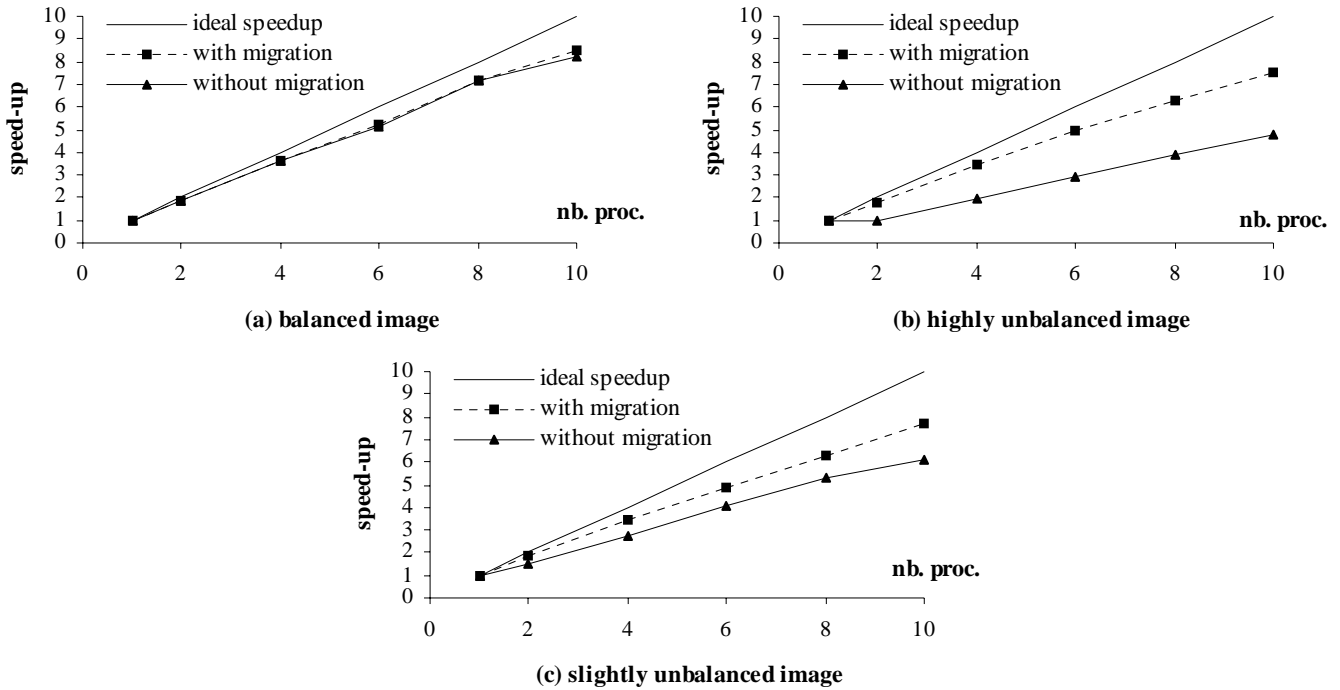 10
9
8
7
6
5
4
3
2
1
0
speed-up
ideal speedup
with migration
without migration
nb. proc.
0 2 4 6 8 10
(a) balanced image
10
9
8
7
6
5
4
3
2
1
0
speed-up
ideal speedup
with migration
without migration
nb. proc.
0 2 4 6 8 10
(b) highly unbalanced image
10
9
8
7
6
5
4
3
2
1
0
speed-up
ideal speedup
with migration
without migration
nb. proc.
0 2 4 6 8 10
(c) slightly unbalanced image